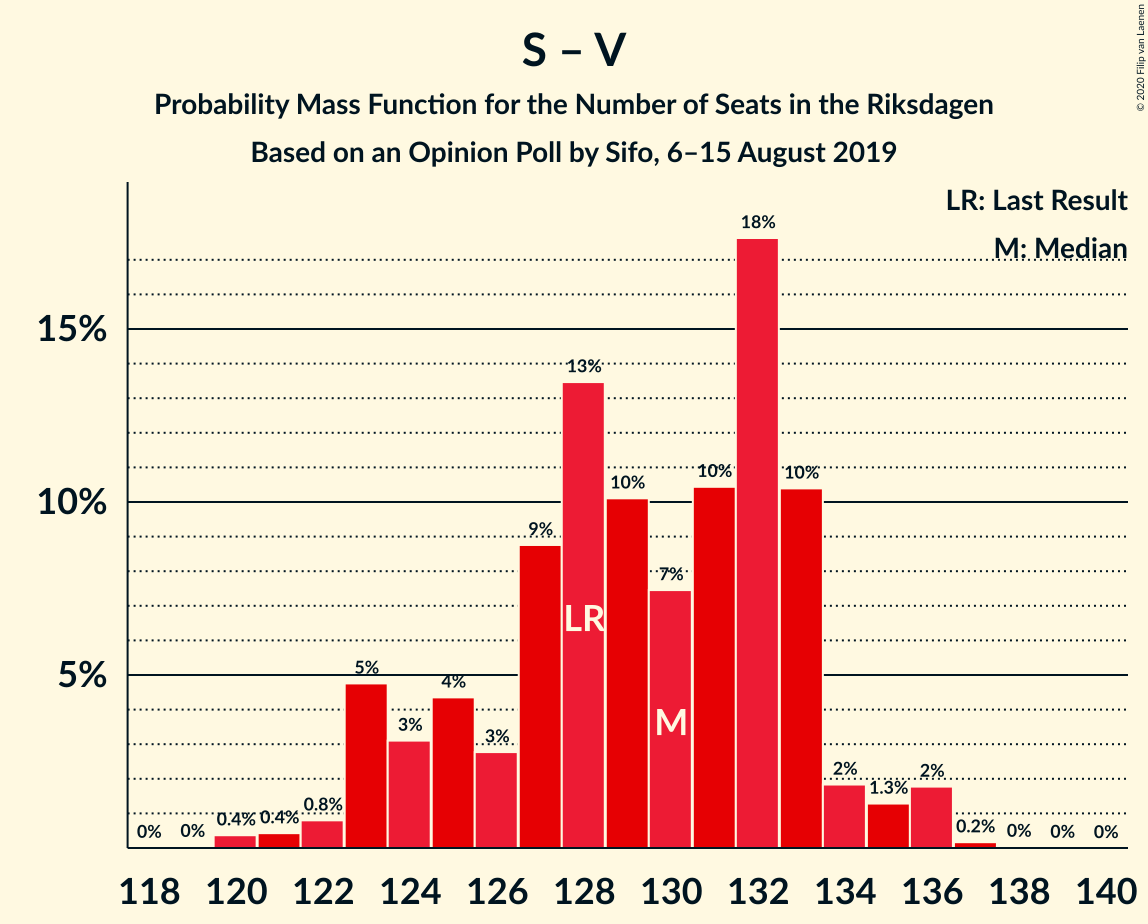 S – V
Probability Mass Function for the Number of Seats in the Riksdagen
Based on an Opinion Poll by Sifo, 6–15 August 2019
© 2020 Filip van Laenen
LR: Last Result
M: Median
15%
10%
5%
0%
0%
0.4%
0.4%
0.8%
5%
3%
4%
3%
9%
13%
10%
7%
10%
18%
10%
2%
1.3%
2%
0.2%
0%
0%
0%
LR
M
118 120 122 124 126 128 130 132 134 136 138 140